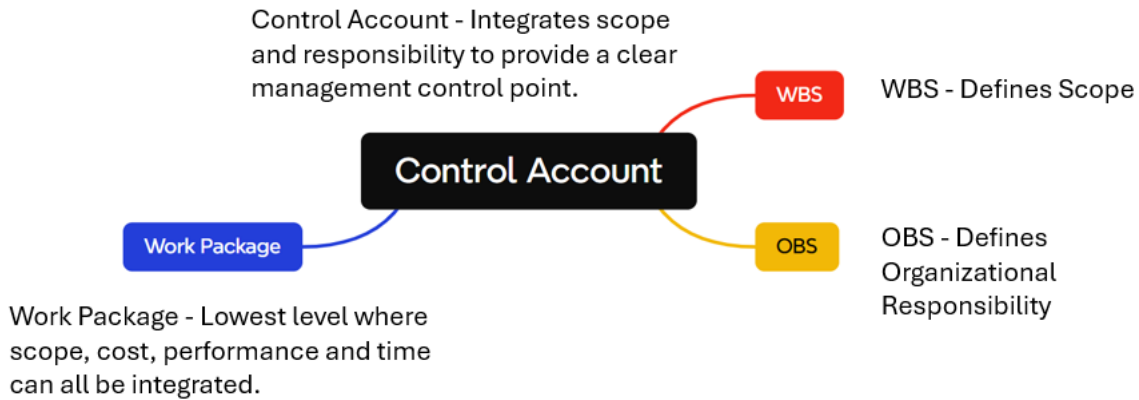 Control Account - Integrates scope
and responsibility to provide a clear
management control point.
WBS
WBS - Defines Scope
Control Account
Work Package
OBS
OBS - Defines
Organizational
Responsibility
Work Package - Lowest level where
scope, cost, performance and time
can all be integrated.